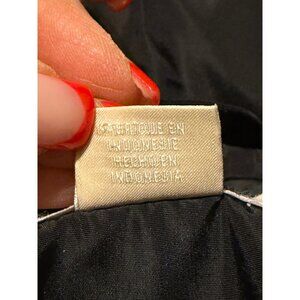 FABRIQUE EN
INDONESIE
HECHO EN
INDONESIA